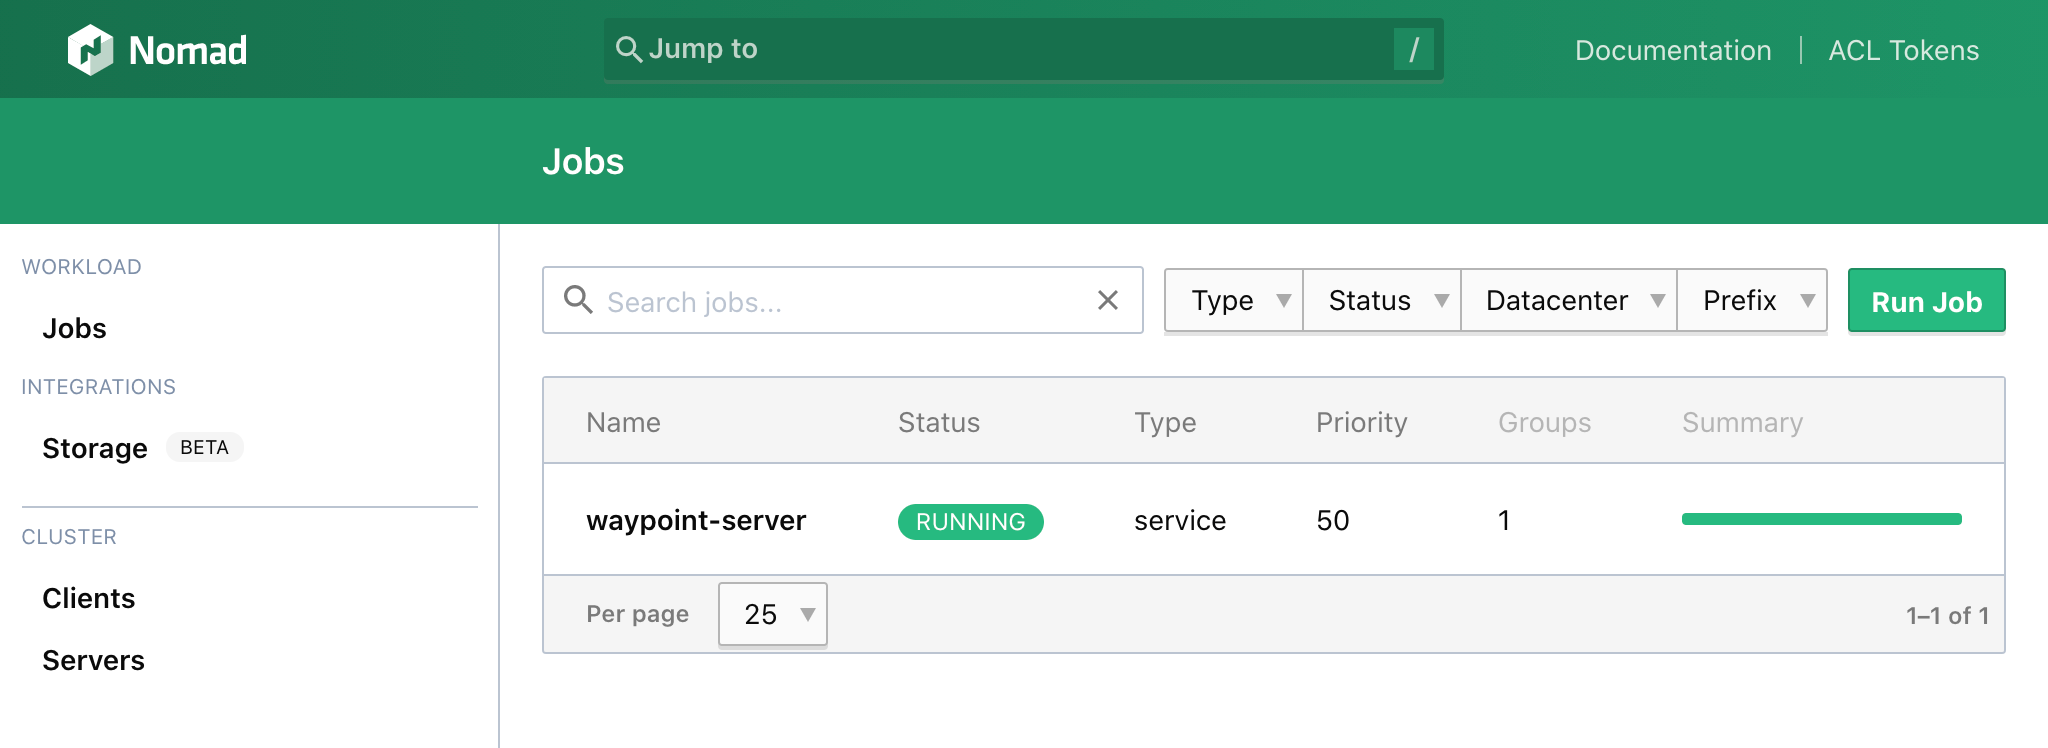 Nomad
Jump to /
Documentation | ACL Tokens
Jobs
WORKLOAD
Jobs
INTEGRATIONS
Storage BETA
CLUSTER
Clients
Servers
Search jobs...
Type Status Datacenter Prefix Run Job
Name Status Type Priority Groups Summary
waypoint-server RUNNING service 50 1
Per page 25 1–1 of 1